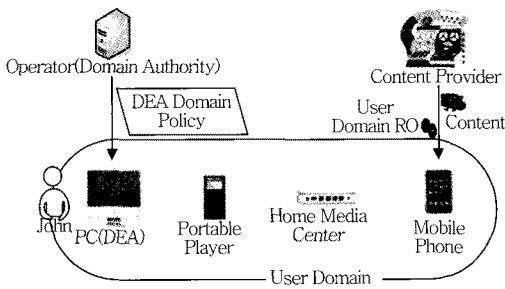 Operator(Domain Authority)
Content Provider
DEA Domain
Policy
User
Domain RO
Content
John
PC(DEA)
Portable
Player
Home Media
Center
Mobile
Phone
User Domain